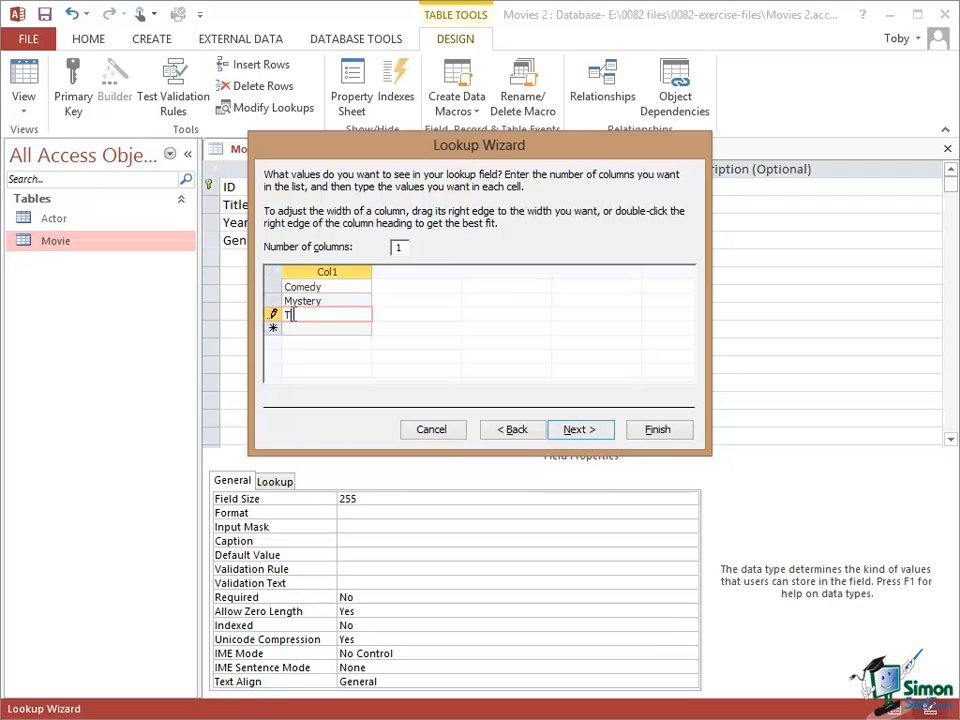 TABLE TOOLS
Movies 2 : Database- E:\0082 files\0082-exercise-files\Movies 2.acc...
FILE
HOME
CREATE
EXTERNAL DATA
DATABASE TOOLS
DESIGN
Toby
View
Primary Key
Builder
Test Validation Rules
Insert Rows
Delete Rows
Modify Lookups
Property Sheet
Indexes
Create Data Macros
Rename/ Delete Macro
Relationships
Object Dependencies
Views
Tools
Show/Hide
Field, Record & Table Events
Relationships
All Access Obje...
Search...
Tables
Actor
Movie
Mo
ID
Title
Year
Gen
ription (Optional)
Lookup Wizard
What values do you want to see in your lookup field? Enter the number of columns you want
in the list, and then type the values you want in each cell.
To adjust the width of a column, drag its right edge to the width you want, or double-click the
right edge of the column heading to get the best fit.
Number of columns: 1
Col1
Comedy
Mystery
T
Cancel
< Back
Next >
Finish
Field Properties
General
Lookup
Field Size 255
Format
Input Mask
Caption
Default Value
Validation Rule
Validation Text
Required No
Allow Zero Length Yes
Indexed No
Unicode Compression Yes
IME Mode No Control
IME Sentence Mode None
Text Align General
The data type determines the kind of values
that users can store in the field. Press F1 for
help on data types.
Lookup Wizard
Simon